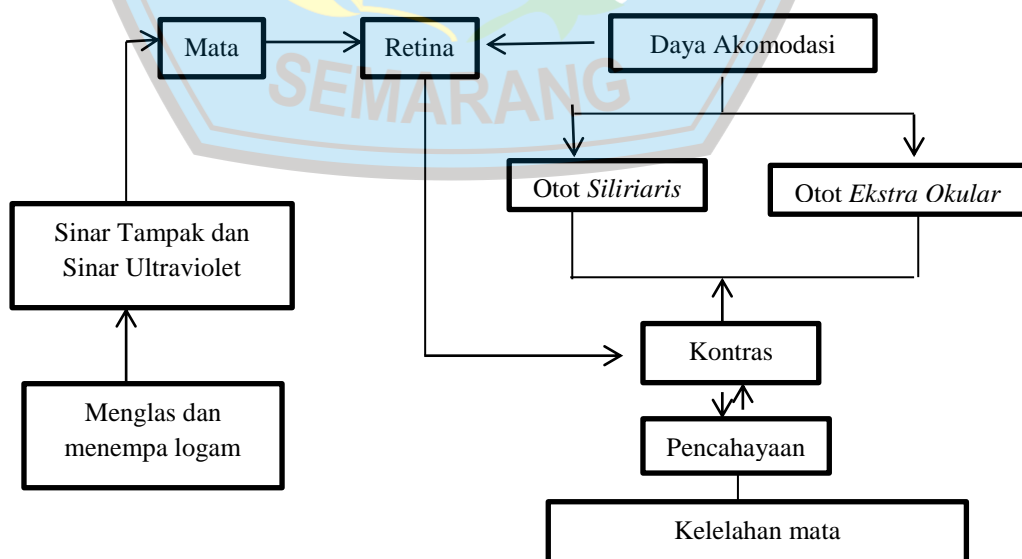 Mata
Retina
Daya Akomodasi
SEMARANG
Otot Siliriaris
Otot Ekstra Okular
Sinar Tampak dan
Sinar Ultraviolet
Kontras
Menglas dan
menempa logam
Pencahayaan
Kelelahan mata